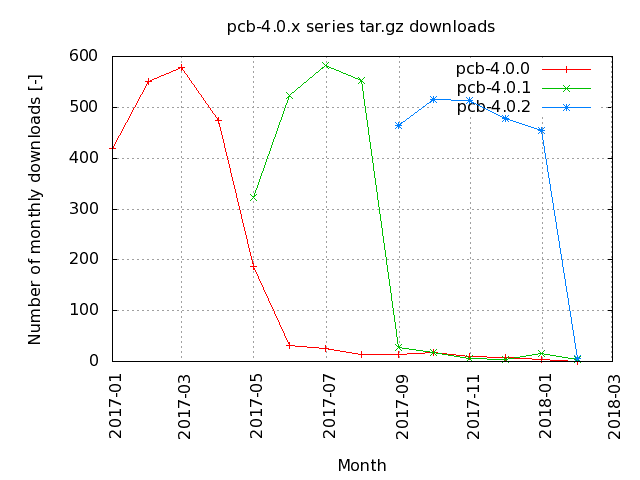 pcb-4.0.x series tar.gz downloads
Number of monthly downloads [-]
600
500
400
300
200
100
0
pcb-4.0.0
pcb-4.0.1
pcb-4.0.2
2017-01
2017-03
2017-05
2017-07
2017-09
2017-11
2018-01
2018-03
Month